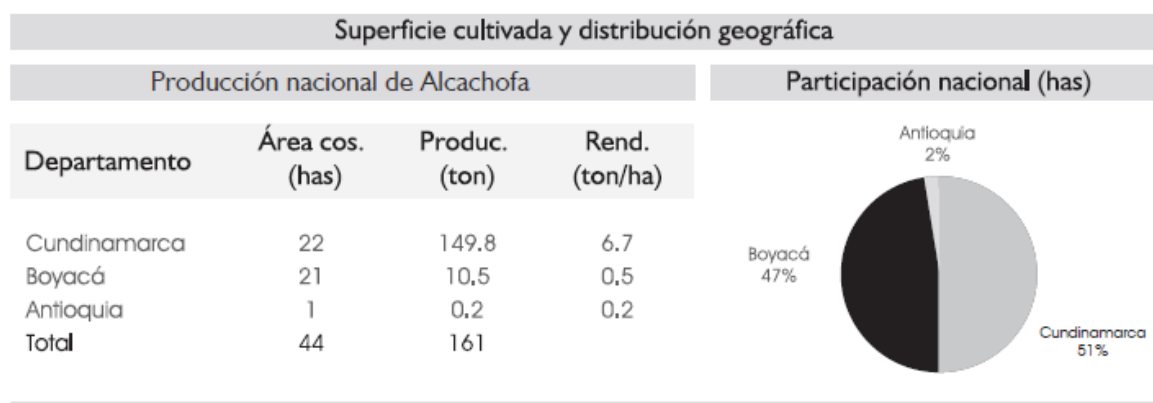 Superficie cultivada y distribución geográfica
Producción nacional de Alcachofa
Departamento Área cos. (has) Produc. (ton) Rend. (ton/ha)
Cundinamarca 22 149.8 6.7
Boyacá 21 10.5 0.5
Antioquia 1 0.2 0.2
Total 44 161
Participación nacional (has)
Antioquia
2%
Boyacá
47%
Cundinamarca
51%